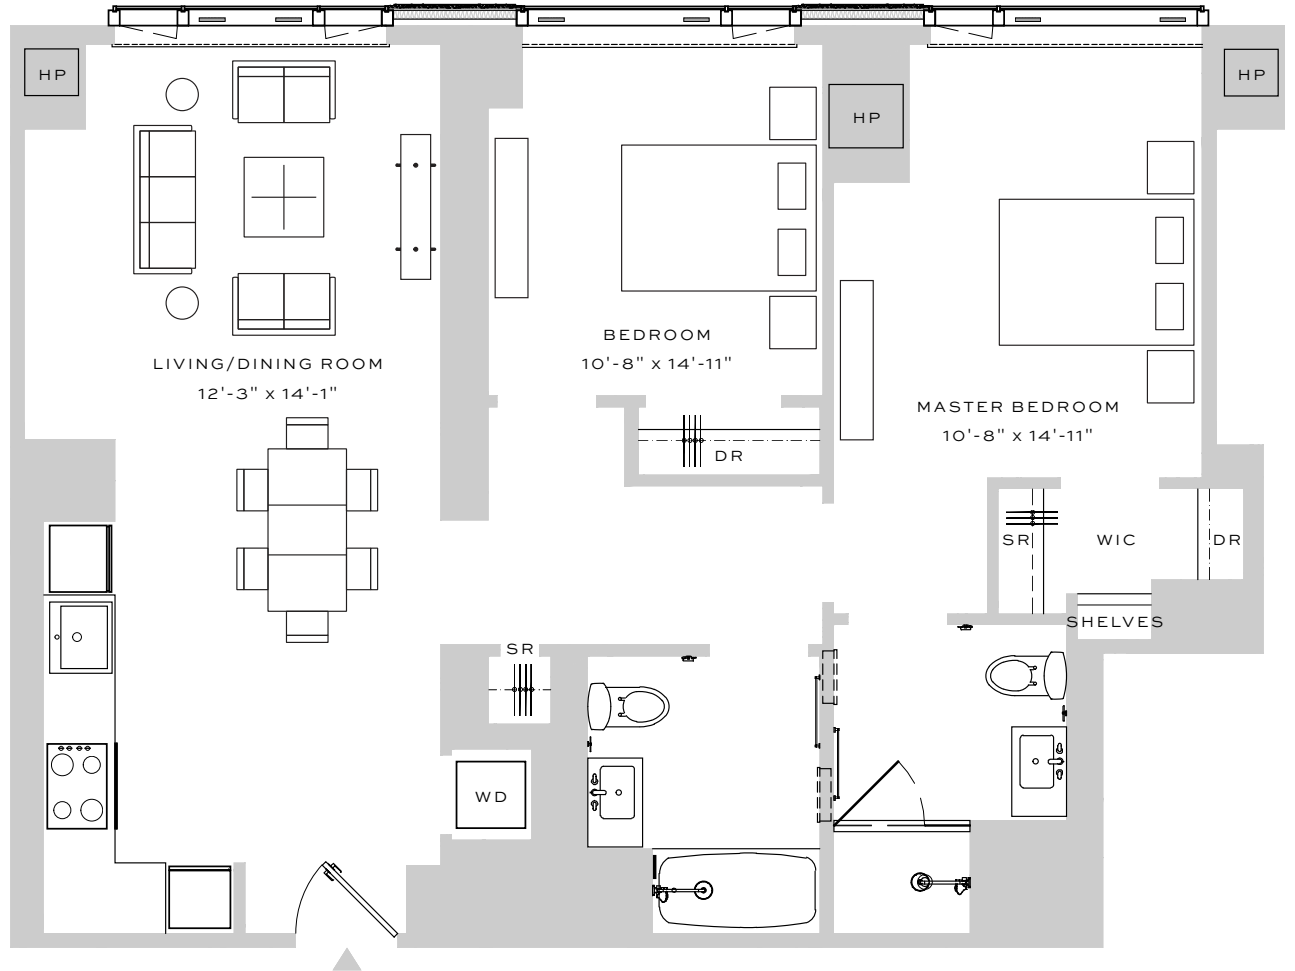 HP
HP
HP
BEDROOM
10'-8" x 14'-11"
LIVING/DINING ROOM
12'-3" x 14'-1"
MASTER BEDROOM
10'-8" x 14'-11"
DR
SR
WIC
DR
SHELVES
SR
WD